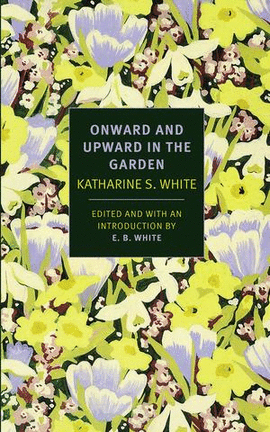 ONWARD AND
UPWARD IN THE
GARDEN
KATHARINE S. WHITE
EDITED AND WITH AN
INTRODUCTION BY
E. B. WHITE